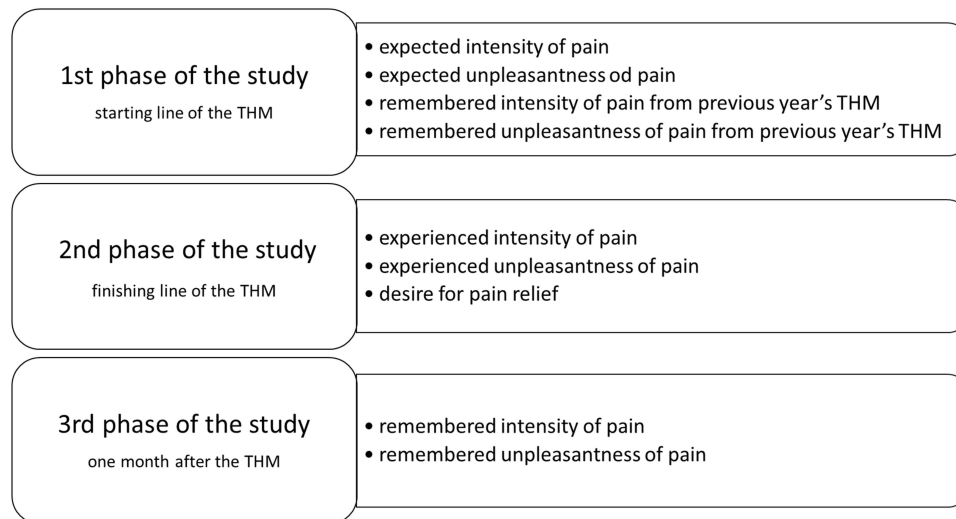 1st phase of the study
starting line of the THM
• expected intensity of pain
• expected unpleasantness od pain
• remembered intensity of pain from previous year's THM
• remembered unpleasantness of pain from previous year's THM
2nd phase of the study
finishing line of the THM
• experienced intensity of pain
• experienced unpleasantness of pain
• desire for pain relief
3rd phase of the study
one month after the THM
• remembered intensity of pain
• remembered unpleasantness of pain